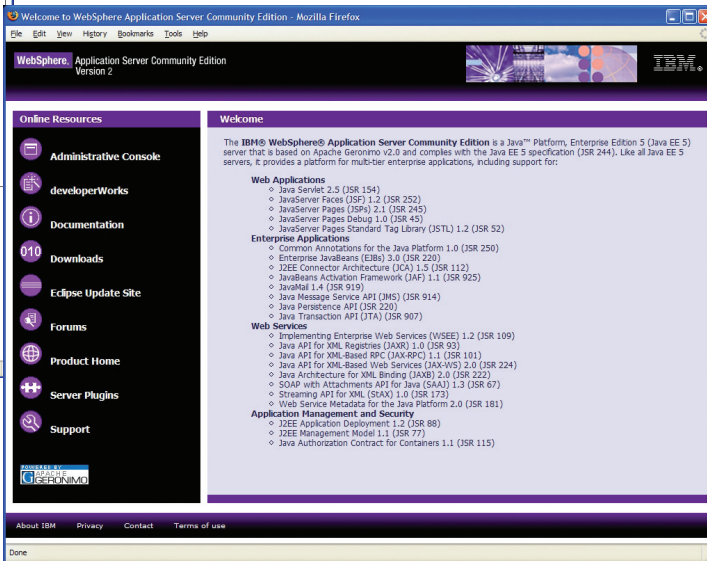 Welcome to WebSphere Application Server Community Edition - Mozilla Firefox
File Edit View History Bookmarks Tools Help
WebSphere. Application Server Community Edition
Version 2
IBM®
Online Resources
Administrative Console
developerWorks
Documentation
010 Downloads
Eclipse Update Site
Forums
Product Home
Server Plugins
Support
POWERED BY
APACHE
GERONIMO
Welcome
The IBM® WebSphere® Application Server Community Edition is a Java™ Platform, Enterprise Edition 5 (Java EE 5)
server that is based on Apache Geronimo v2.0 and complies with the Java EE 5 specification (JSR 244). Like all Java EE 5
servers, it provides a platform for multi-tier enterprise applications, including support for:
Web Applications
◇ Java Servlet 2.5 (JSR 154)
◇ JavaServer Faces (JSF) 1.2 (JSR 252)
◇ JavaServer Pages (JSPs) 2.1 (JSR 245)
◇ JavaServer Pages Debug 1.0 (JSR 45)
◇ JavaServer Pages Standard Tag Library (JSTL) 1.2 (JSR 52)
Enterprise Applications
◇ Common Annotations for the Java Platform 1.0 (JSR 250)
◇ Enterprise JavaBeans (EJBs) 3.0 (JSR 220)
◇ J2EE Connector Architecture (JCA) 1.5 (JSR 112)
◇ JavaBeans Activation Framework (JAF) 1.1 (JSR 925)
◇ JavaMail 1.4 (JSR 919)
◇ Java Message Service API (JMS) (JSR 914)
◇ Java Persistence API (JSR 220)
◇ Java Transaction API (JTA) (JSR 907)
Web Services
◇ Implementing Enterprise Web Services (WSEE) 1.2 (JSR 109)
◇ Java API for XML Registries (JAXR) 1.0 (JSR 93)
◇ Java API for XML-Based RPC (JAX-RPC) 1.1 (JSR 101)
◇ Java API for XML-Based Web Services (JAX-WS) 2.0 (JSR 224)
◇ Java Architecture for XML Binding (JAXB) 2.0 (JSR 222)
◇ SOAP with Attachments API for Java (SAAJ) 1.3 (JSR 67)
◇ Streaming API for XML (StAX) 1.0 (JSR 173)
◇ Web Service Metadata for the Java Platform 2.0 (JSR 181)
Application Management and Security
◇ J2EE Application Deployment 1.2 (JSR 88)
◇ J2EE Management Model 1.1 (JSR 77)
◇ Java Authorization Contract for Containers 1.1 (JSR 115)
About IBM Privacy Contact Terms of use
Done